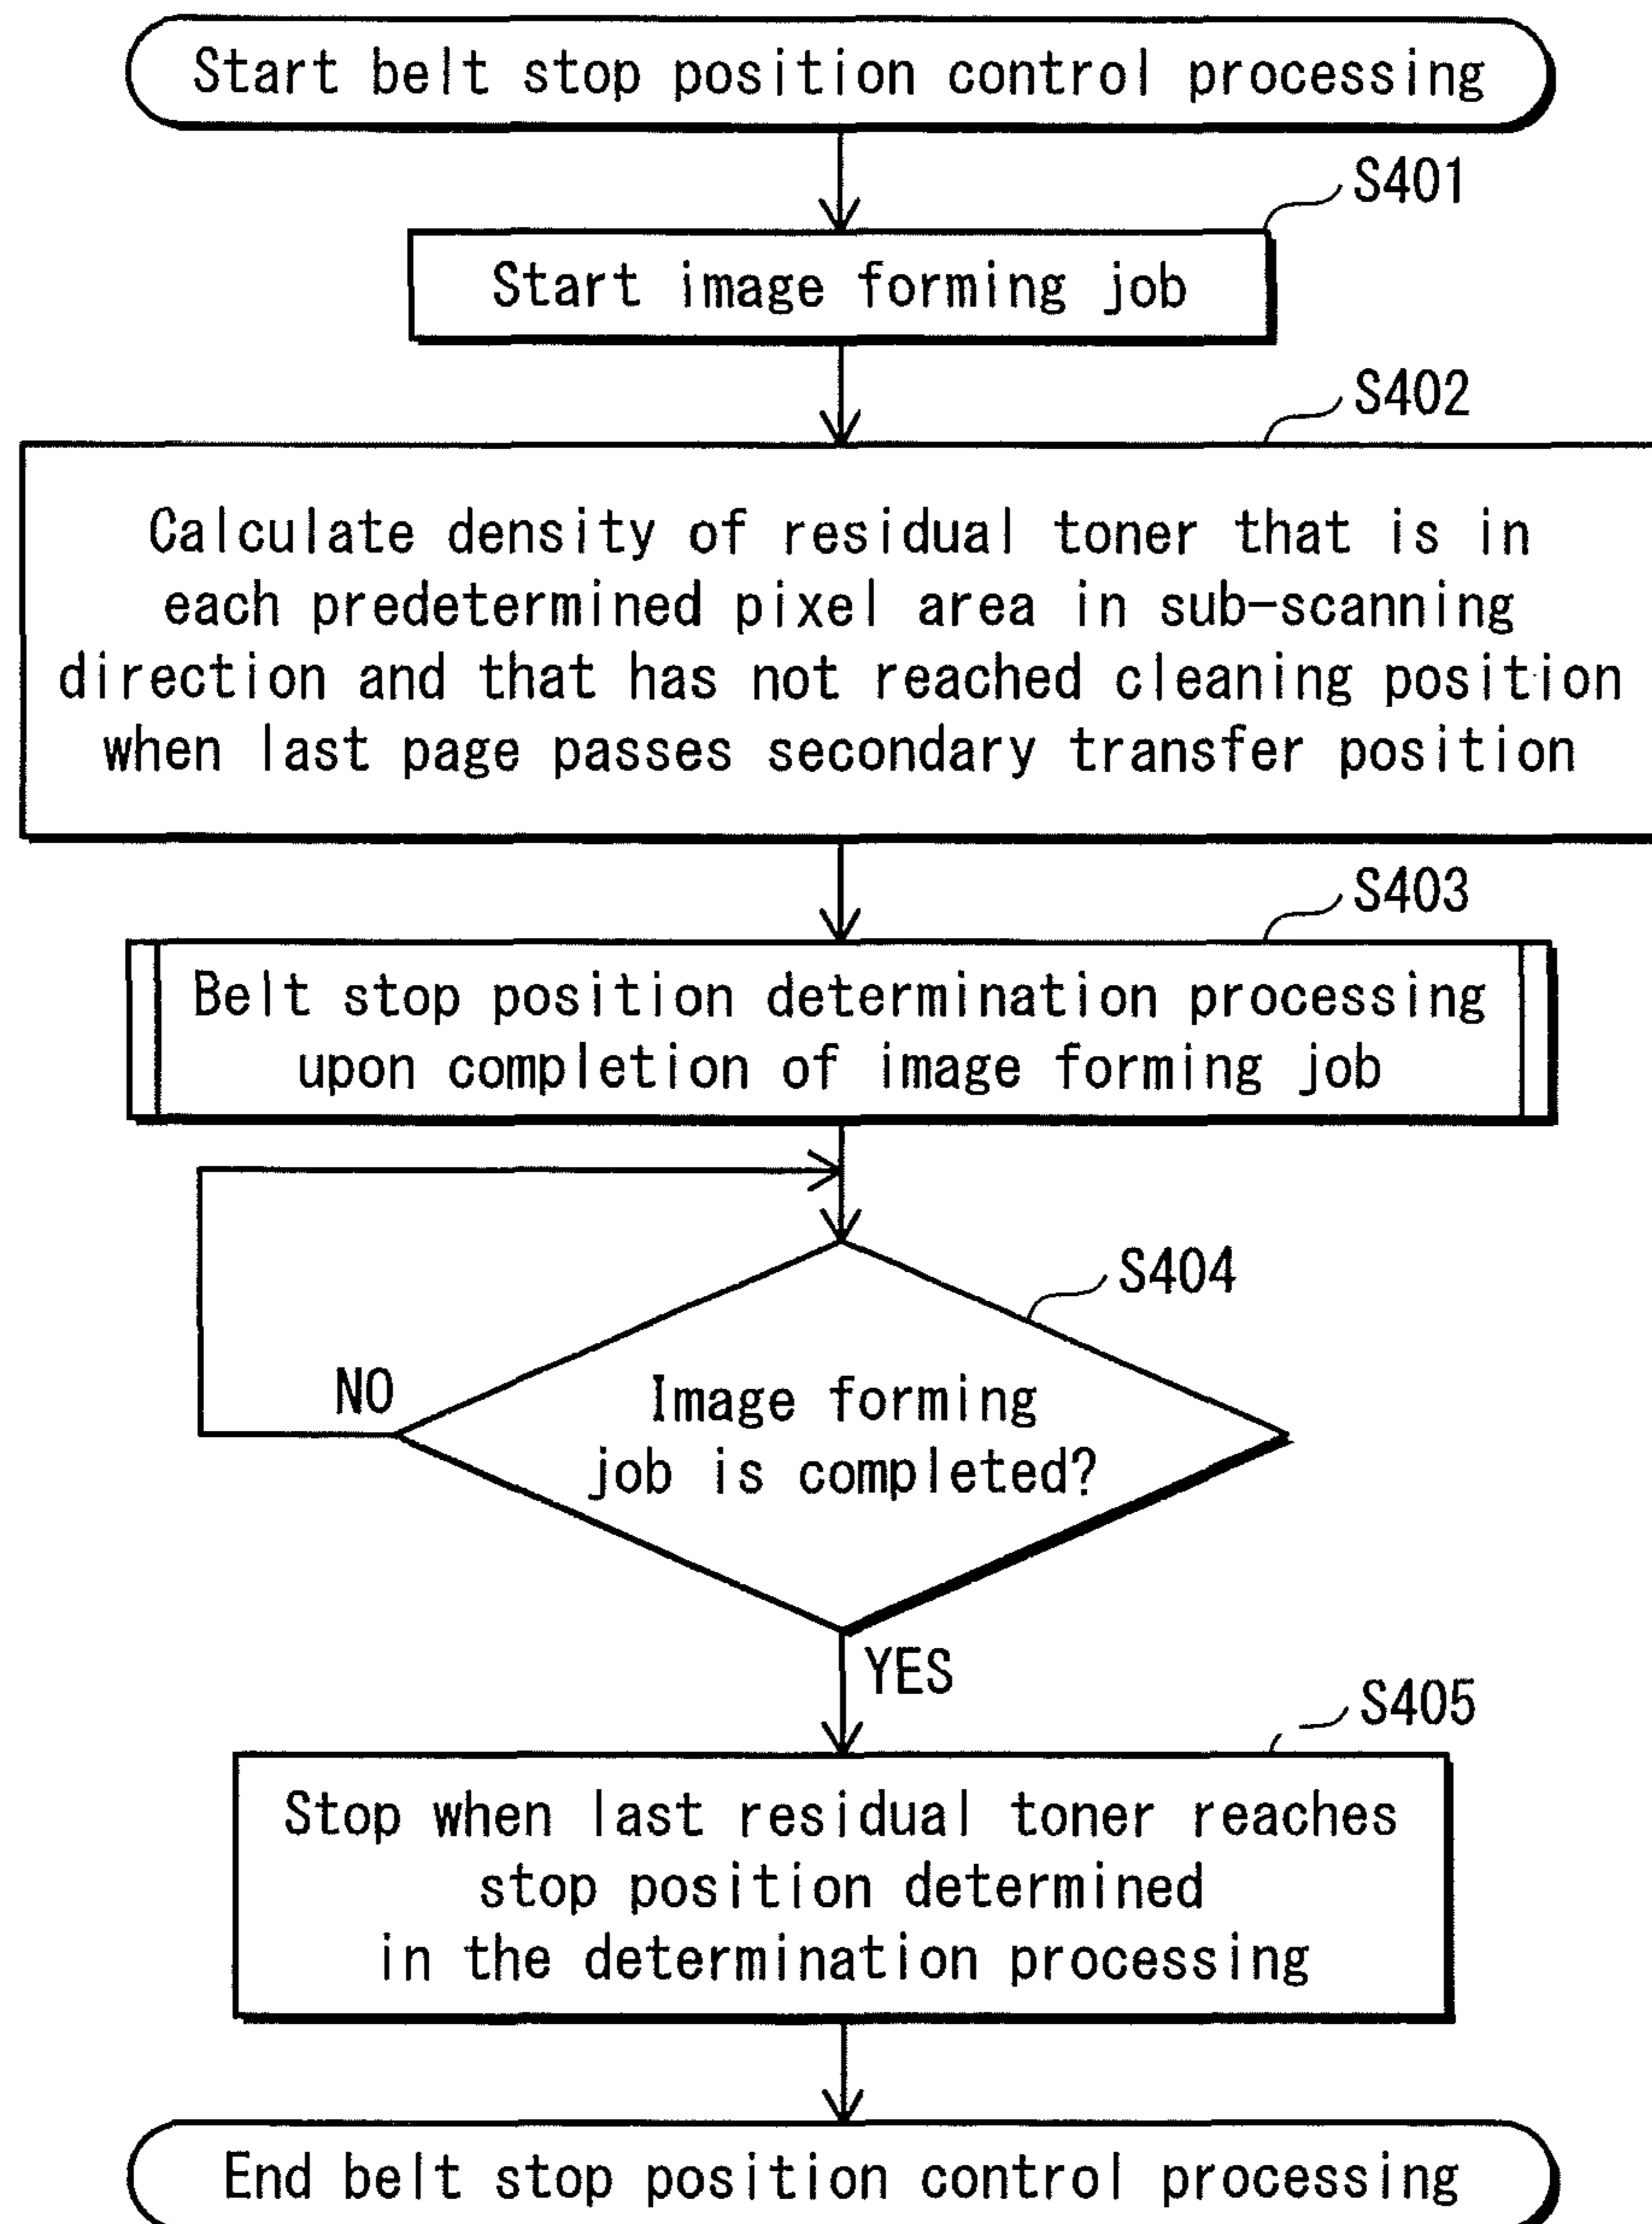 Start belt stop position control processing
S401
Start image forming job
S402
Calculate density of residual toner that is in
each predetermined pixel area in sub-scanning
direction and that has not reached cleaning position
when last page passes secondary transfer position
S403
Belt stop position determination processing
upon completion of image forming job
S404
NO
Image forming
job is completed?
YES
S405
Stop when last residual toner reaches
stop position determined
in the determination processing
End belt stop position control processing